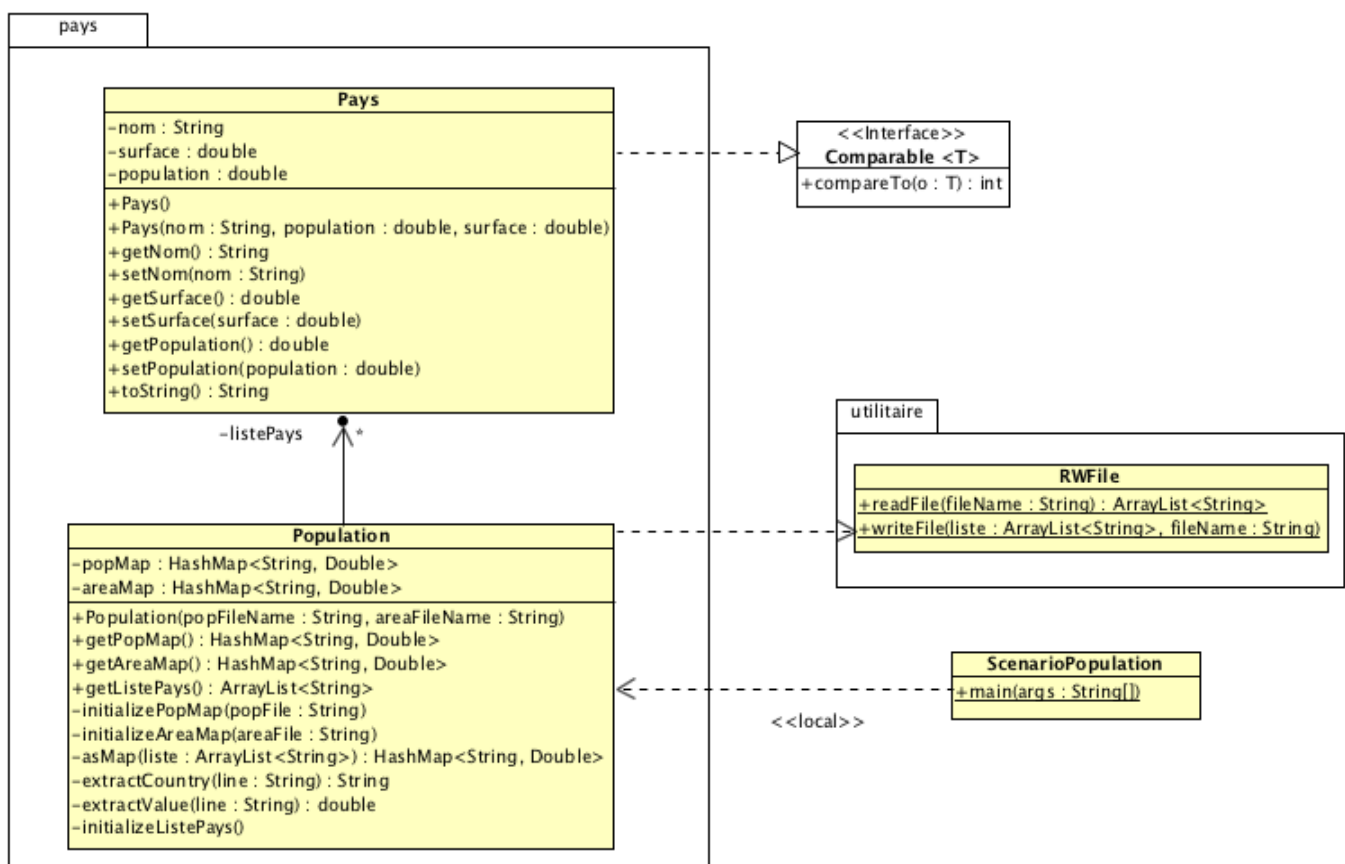 pays
Pays
-nom : String
-surface : double
-population : double
+Pays()
+Pays(nom : String, population : double, surface : double)
+getNom() : String
+setNom(nom : String)
+getSurface() : double
+setSurface(surface : double)
+getPopulation() : double
+setPopulation(population : double)
+toString() : String
<<Interface>>
Comparable <T>
+compareTo(o : T) : int
-listePays
*
utilitaire
RWFile
+readFile(fileName : String) : ArrayList<String>
+writeFile(liste : ArrayList<String>, fileName : String)
Population
-popMap : HashMap<String, Double>
-areaMap : HashMap<String, Double>
+Population(popFileName : String, areaFileName : String)
+getPopMap() : HashMap<String, Double>
+getAreaMap() : HashMap<String, Double>
+getListePays() : ArrayList<String>
-initializePopMap(popFile : String)
-initializeAreaMap(areaFile : String)
-asMap(liste : ArrayList<String>) : HashMap<String, Double>
-extractCountry(line : String) : String
-extractValue(line : String) : double
-initializeListePays()
ScenarioPopulation
+main(args : String[])
<<local>>